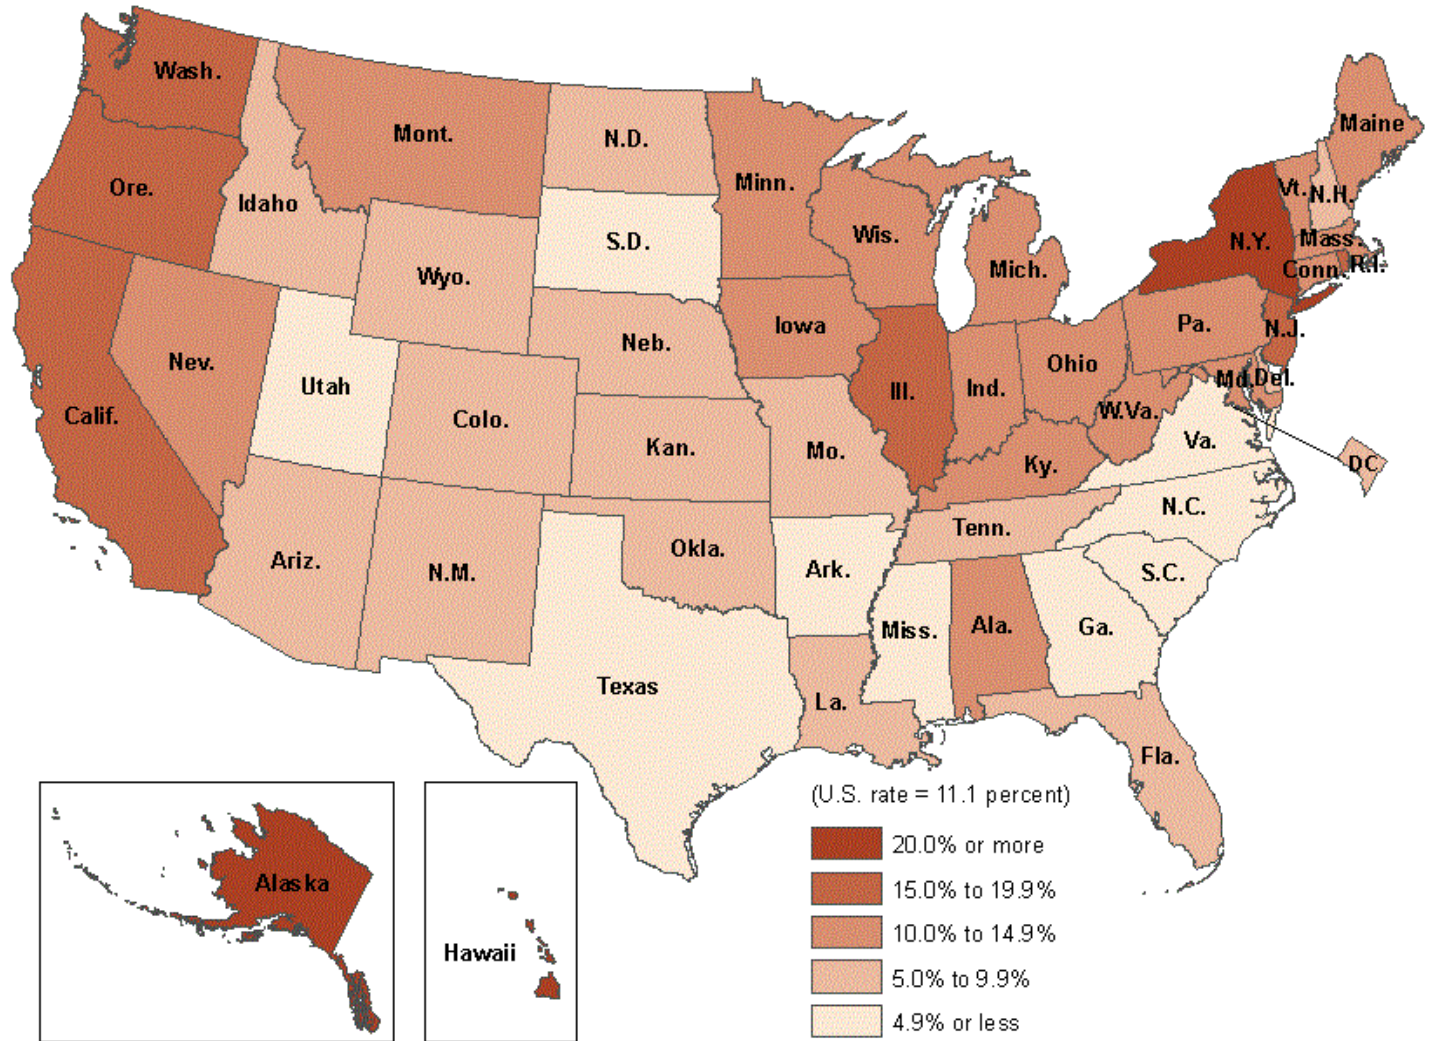 Wash.
Mont.
N.D.
Minn.
Maine
Ore.
Idaho
Vt.
N.H.
S.D.
Wis.
N.Y.
Mass.
Wyo.
Mich.
Conn.
R.I.
Iowa
Pa.
N.J.
Neb.
Nev.
Utah
Ohio
Md.
Del.
Ill.
Ind.
Calif.
Colo.
W.Va.
Kan.
Mo.
Va.
Ky.
DC
N.C.
Tenn.
Okla.
Ariz.
N.M.
Ark.
S.C.
Miss.
Ala.
Ga.
Texas
La.
Fla.
(U.S. rate = 11.1 percent)
20.0% or more
15.0% to 19.9%
10.0% to 14.9%
5.0% to 9.9%
4.9% or less
Alaska
Hawaii